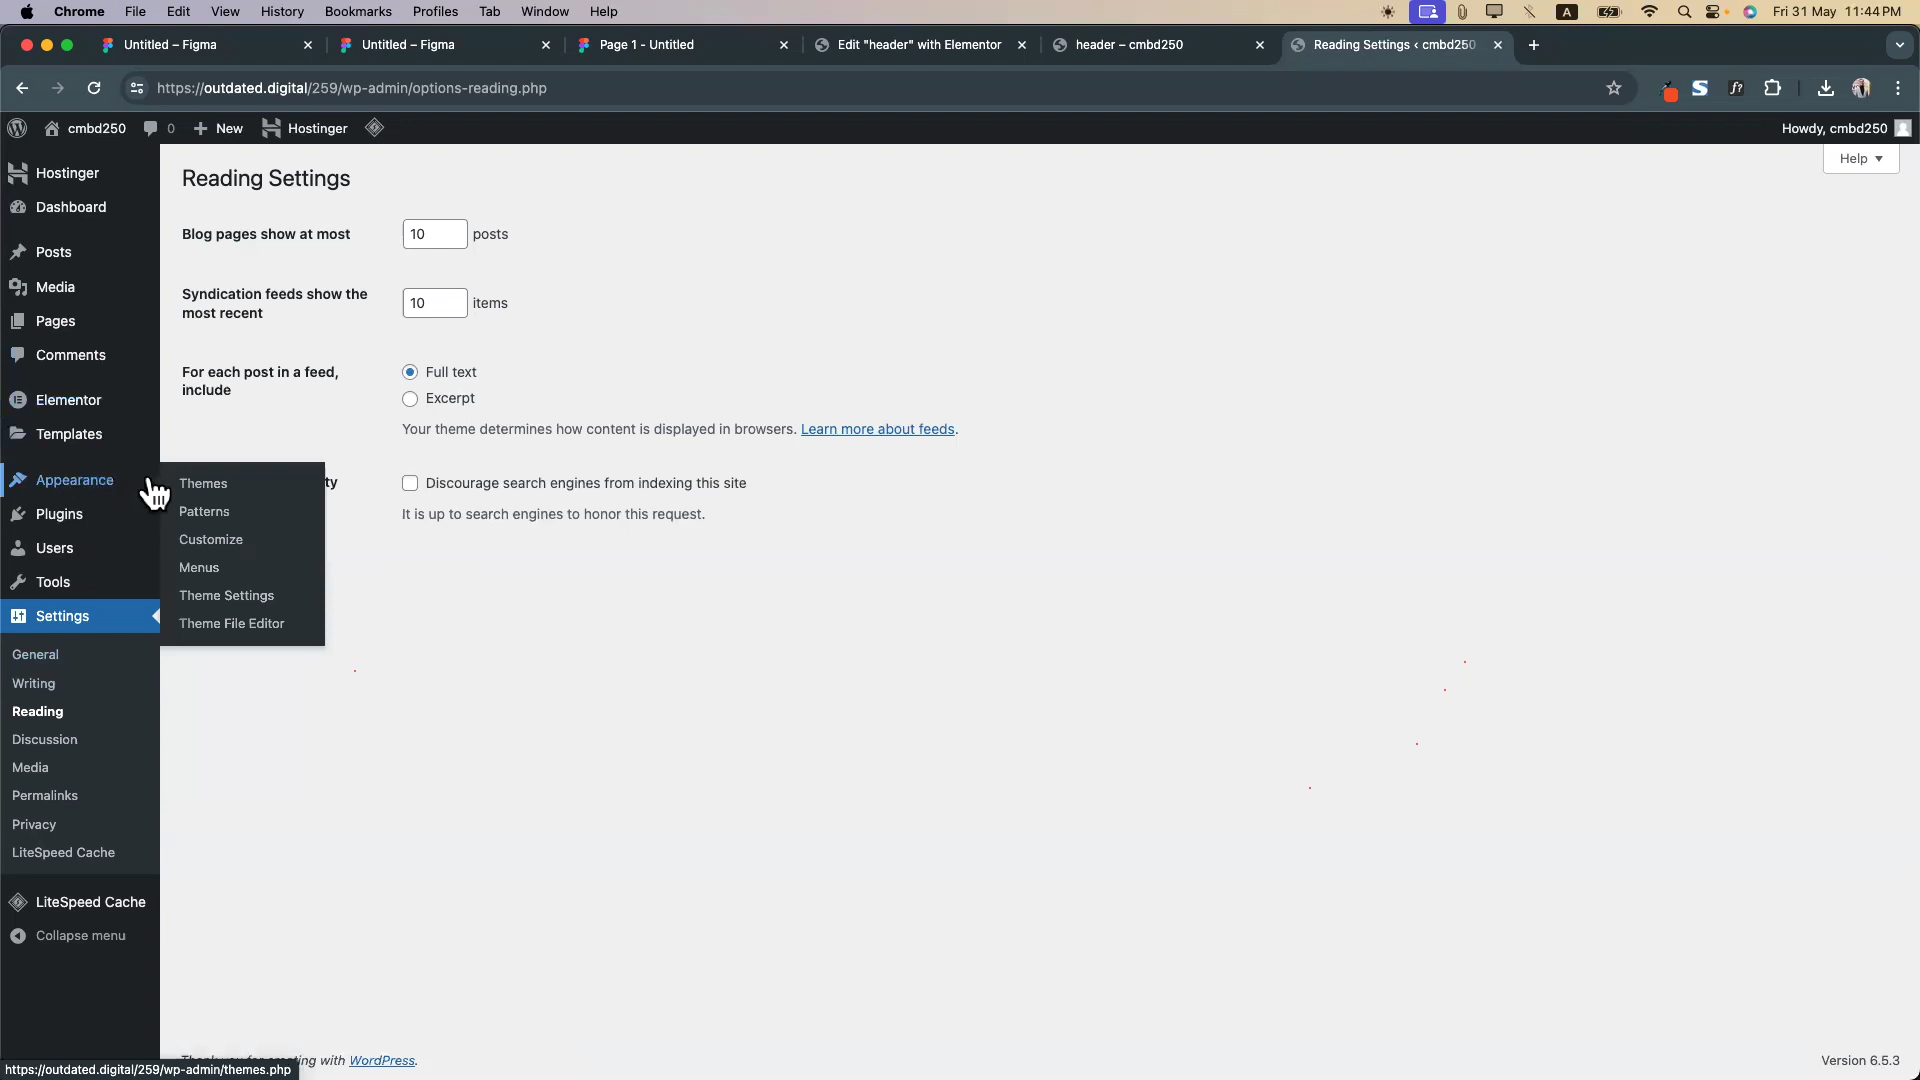 Chrome File Edit View History Bookmarks Profiles Tab Window Help A Fri 31 May 11:44 PM
Untitled – Figma Untitled – Figma Page 1 - Untitled Edit "header" with Elementor header – cmbd250 Reading Settings ‹ cmbd250
https://outdated.digital/259/wp-admin/options-reading.php
cmbd250 0 New Hostinger Howdy, cmbd250
Help
Hostinger
Dashboard
Posts
Media
Pages
Comments
Elementor
Templates
Appearance
Plugins
Users
Tools
Settings
General
Writing
Reading
Discussion
Media
Permalinks
Privacy
LiteSpeed Cache
LiteSpeed Cache
Collapse menu
Themes
Patterns
Customize
Menus
Theme Settings
Theme File Editor
Reading Settings
Blog pages show at most 10 posts
Syndication feeds show the
most recent
10 items
For each post in a feed,
include
Full text
Excerpt
Your theme determines how content is displayed in browsers. Learn more about feeds.
ty
Discourage search engines from indexing this site
It is up to search engines to honor this request.
with WordPress.
Version 6.5.3
https://outdated.digital/259/wp-admin/themes.php